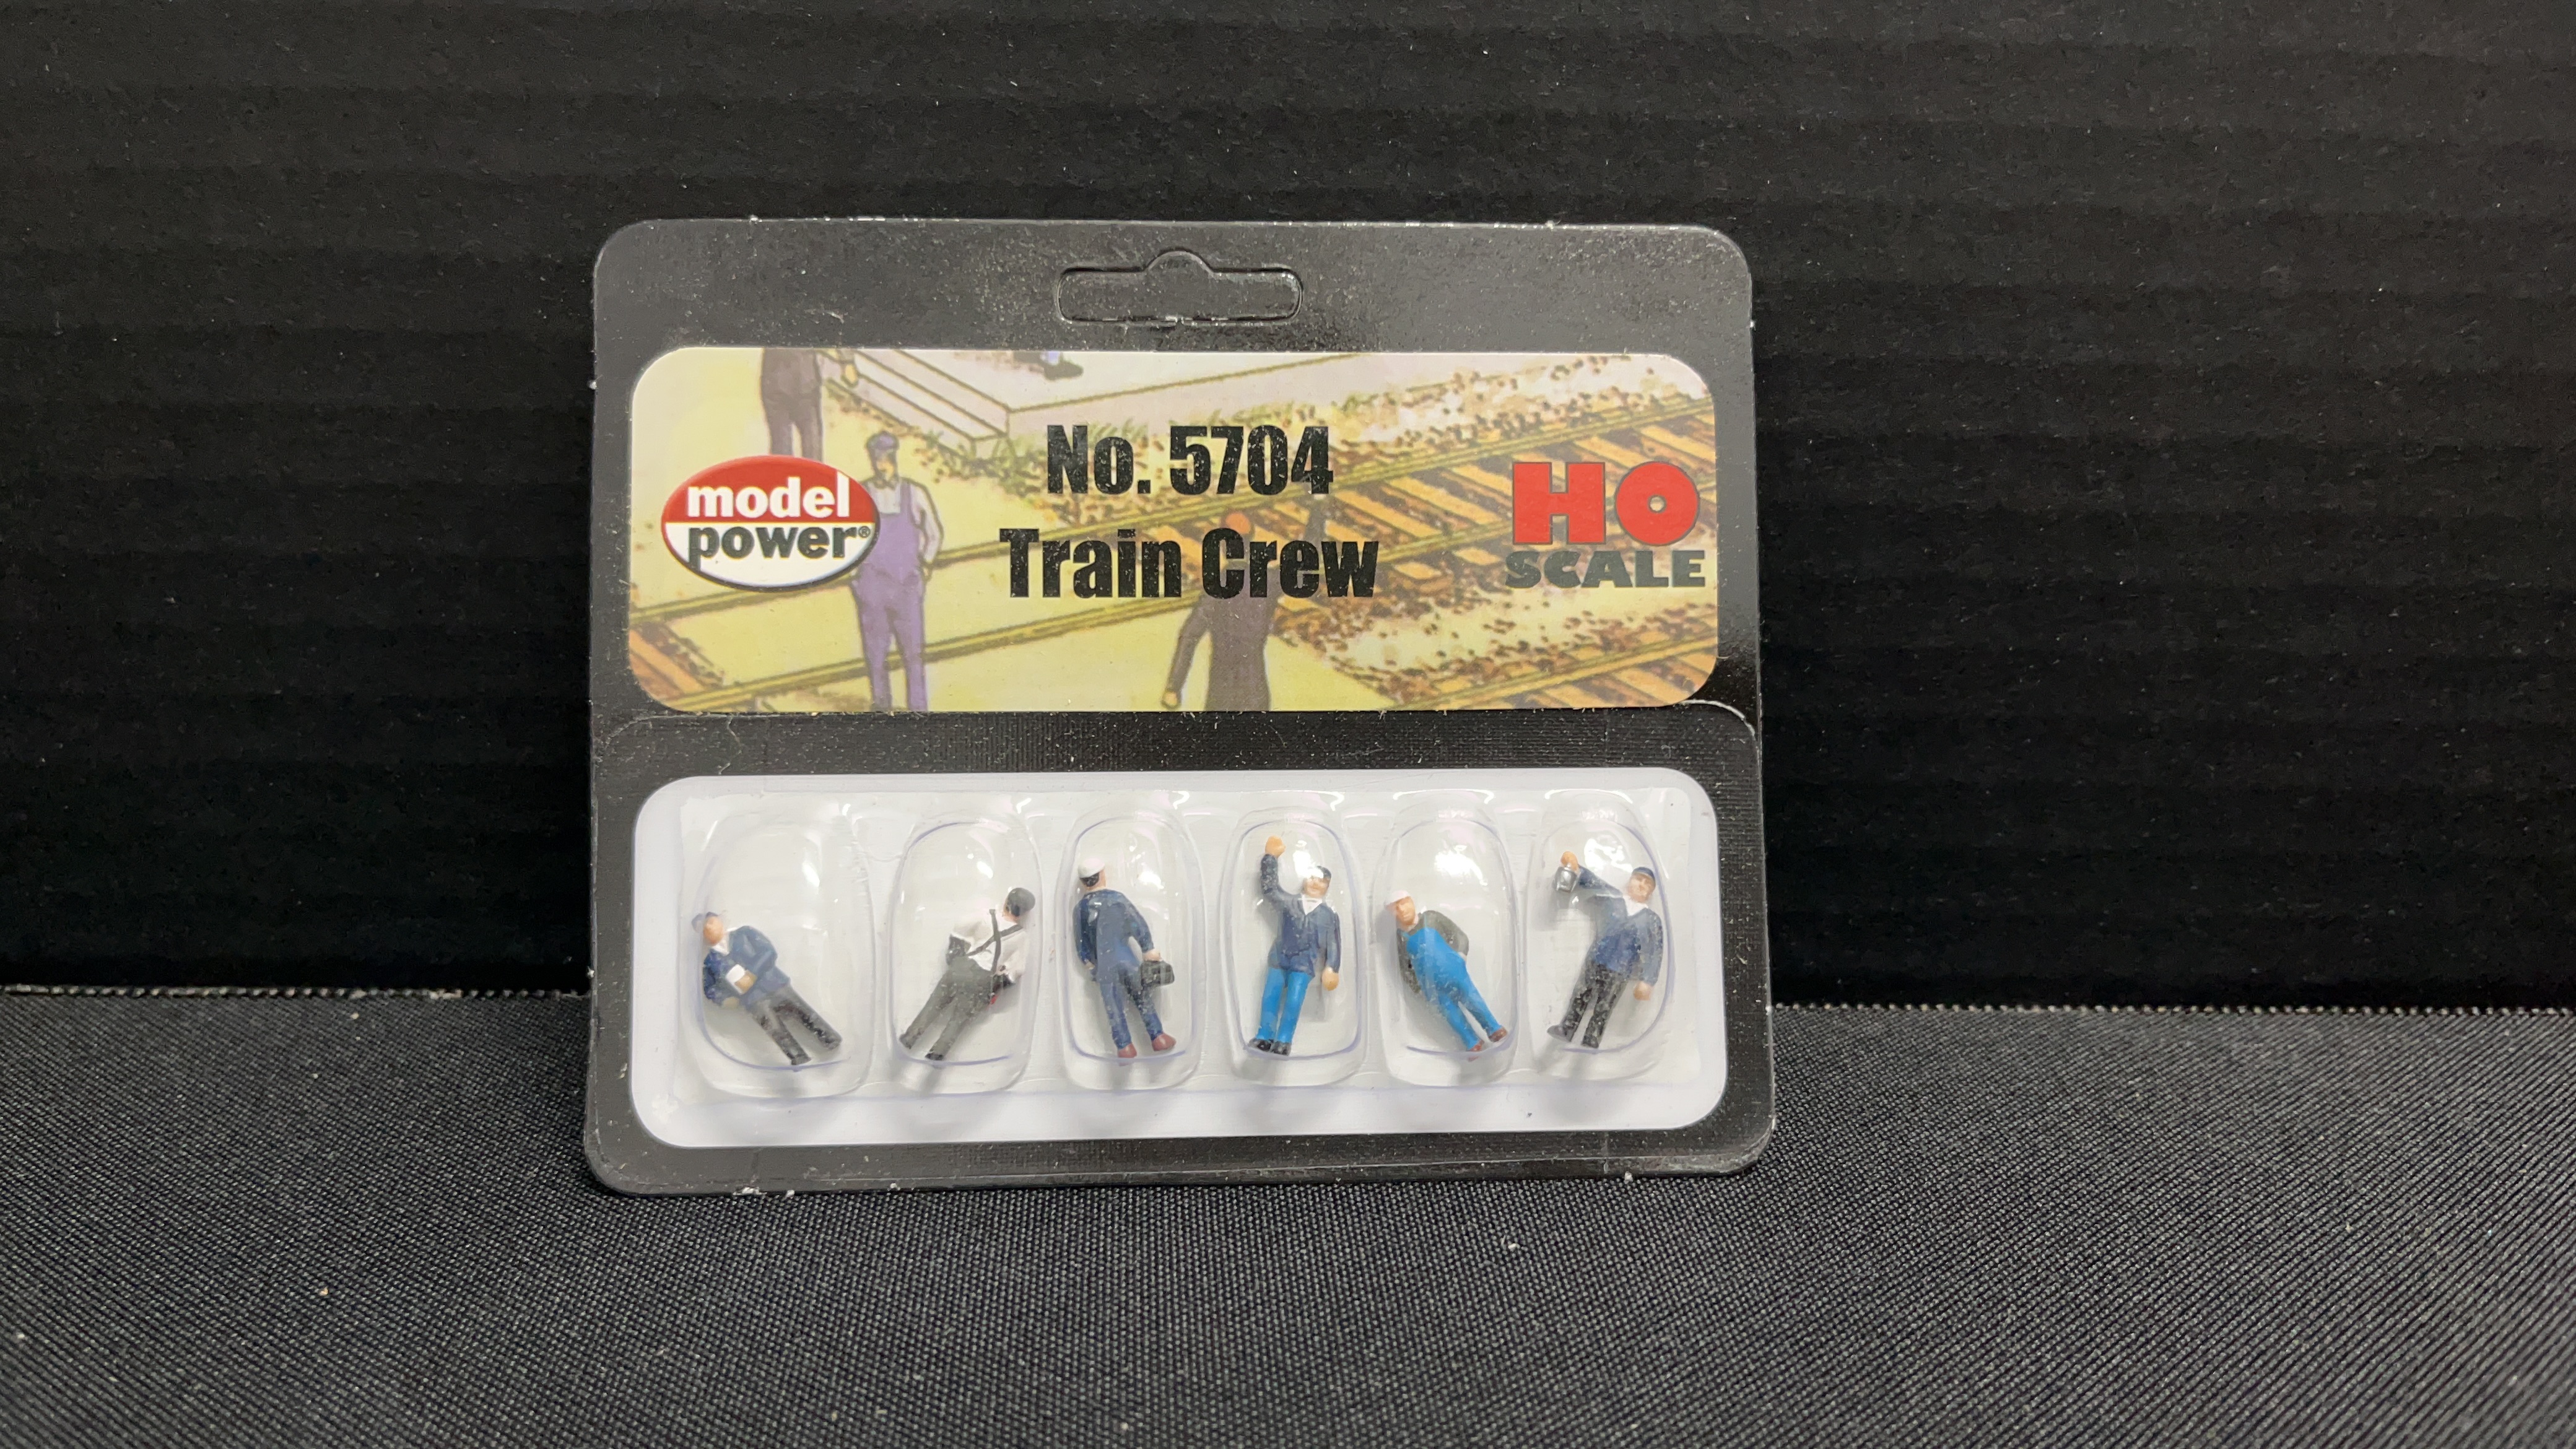 model
power®
No. 5704
Train Crew
HO
SCALE